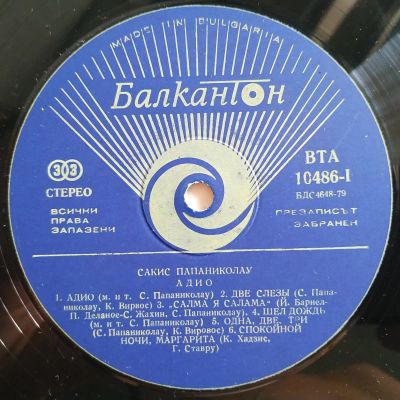 MADE IN BULGARIA
Балкантон
33
СТЕРЕО
ВТА
10486-I
БДС 4648-79
ВСИЧКИ
ПРАВА
ЗАПАЗЕНИ
ПРЕЗАПИСЪТ
ЗАБРАНЕН
САКИС ПАПАНИКОЛАУ
АДИО
1. АДИО (м. и т. С. Папаниколау) 2. ДВЕ СЛЕЗЫ (С. Папа-
николау, К. Вирвос) 3. „САЛМА Я САЛАМА" (Й. Барнел-
П. Деланое-С. Жахин, С. Папаниколау) 4. ШЕЛ ДОЖДЬ
(м. и т. С. Папаниколау) 5. ОДНА, ДВЕ, ТРИ
(С. Папаниколау, К. Вировос) 6. СПОКОЙНОЙ
НОЧИ, МАРГАРИТА (К. Хадзис,
Г. Ставру)